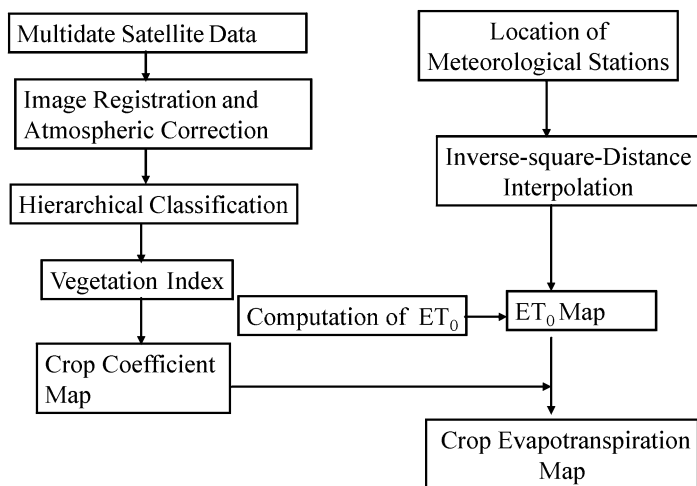 Multidate Satellite Data
Image Registration and
Atmospheric Correction
Hierarchical Classification
Vegetation Index
Crop Coefficient
Map
Location of
Meteorological Stations
Inverse-square-Distance
Interpolation
Computation of ET₀
ET₀ Map
Crop Evapotranspiration
Map